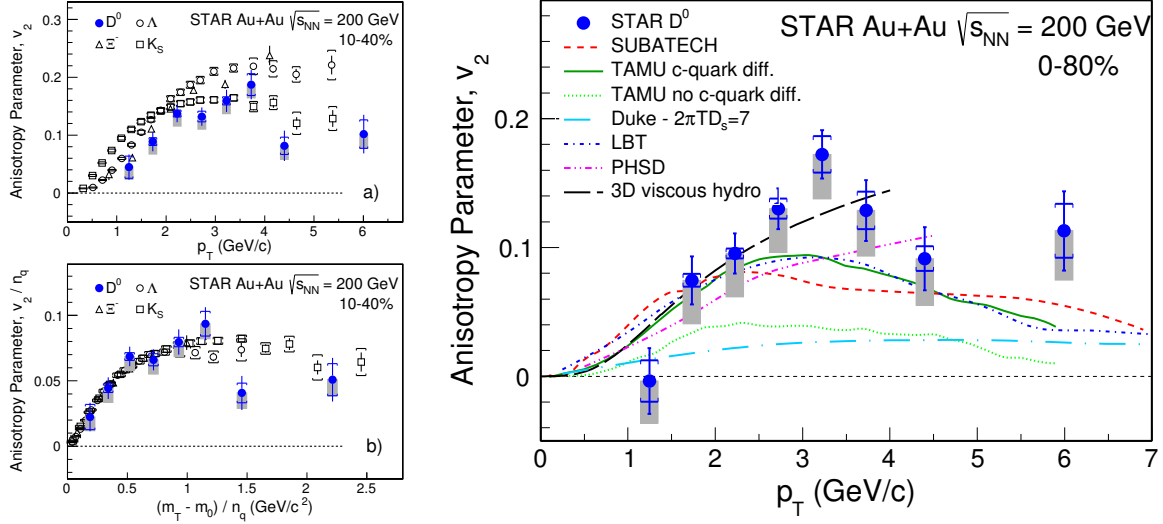 STAR Au+Au √sNN = 200 GeV
10-40%
D⁰ Λ
Ξ⁻ KS
Anisotropy Parameter, v₂
0.3
0.2
0.1
0
a)
0 1 2 3 4 5 6
pT (GeV/c)
STAR Au+Au √sNN = 200 GeV
10-40%
D⁰ Λ
Ξ⁻ KS
Anisotropy Parameter, v₂ / nq
0.1
0.05
0
b)
0 0.5 1 1.5 2 2.5
(mT - m0) / nq (GeV/c²)
STAR Au+Au √sNN = 200 GeV
0-80%
STAR D⁰
SUBATECH
TAMU c-quark diff.
TAMU no c-quark diff.
Duke - 2πTDs=7
LBT
PHSD
3D viscous hydro
Anisotropy Parameter, v₂
0.2
0.1
0
0 1 2 3 4 5 6 7
pT (GeV/c)